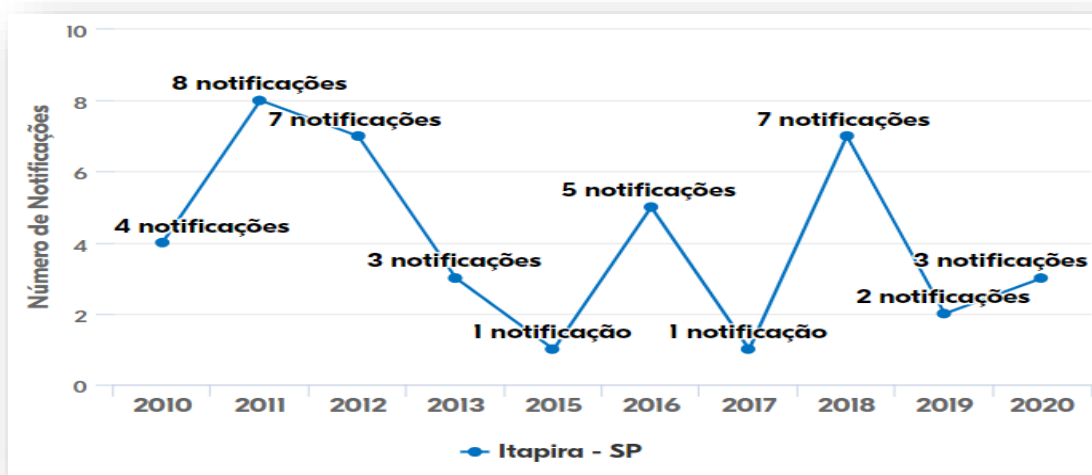 Número de Notificações
10
8
6
4
2
0
4 notificações
8 notificações
7 notificações
3 notificações
1 notificação
5 notificações
1 notificação
7 notificações
2 notificações
3 notificações
2010 2011 2012 2013 2015 2016 2017 2018 2019 2020
Itapira - SP